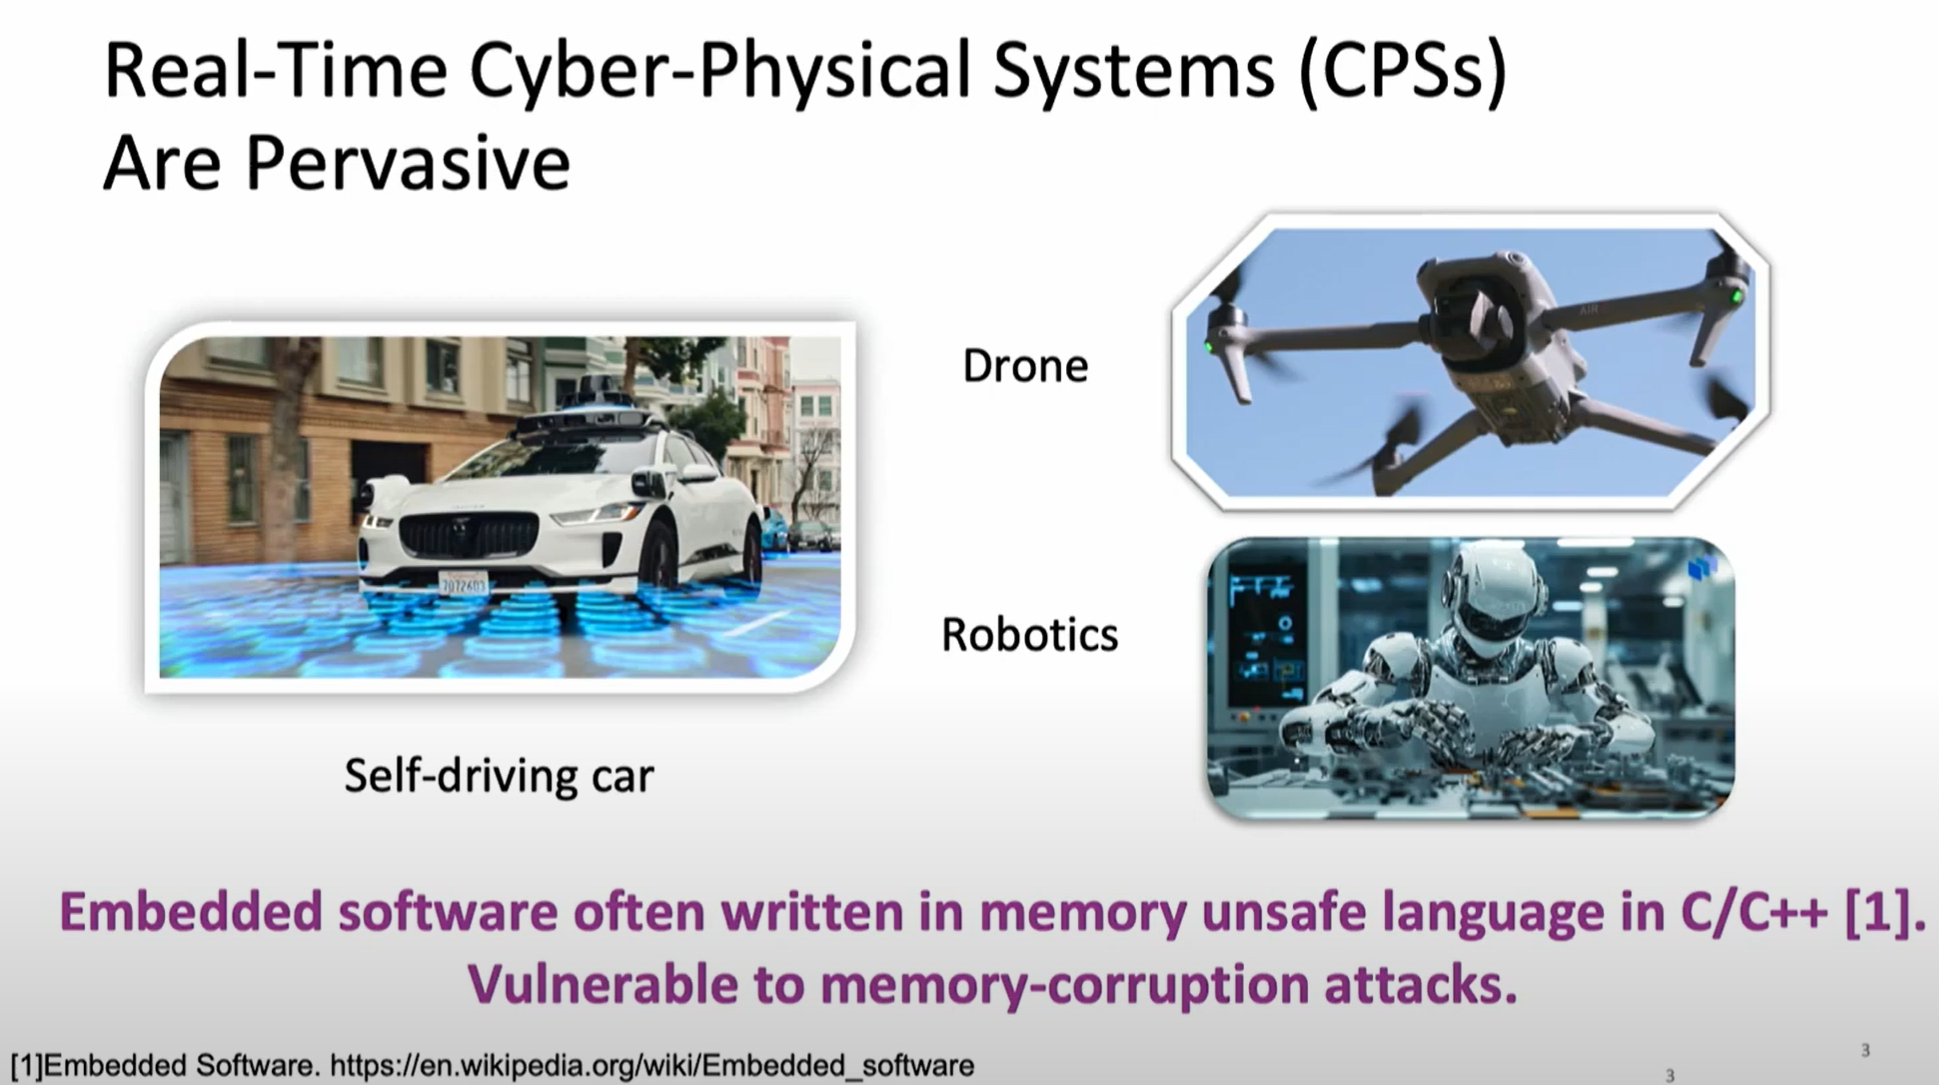 Real-Time Cyber-Physical Systems (CPSs)
Are Pervasive
Drone
AIR
7072603
Robotics
Self-driving car
Embedded software often written in memory unsafe language in C/C++ [1].
Vulnerable to memory-corruption attacks.
[1]Embedded Software. https://en.wikipedia.org/wiki/Embedded_software
3
3